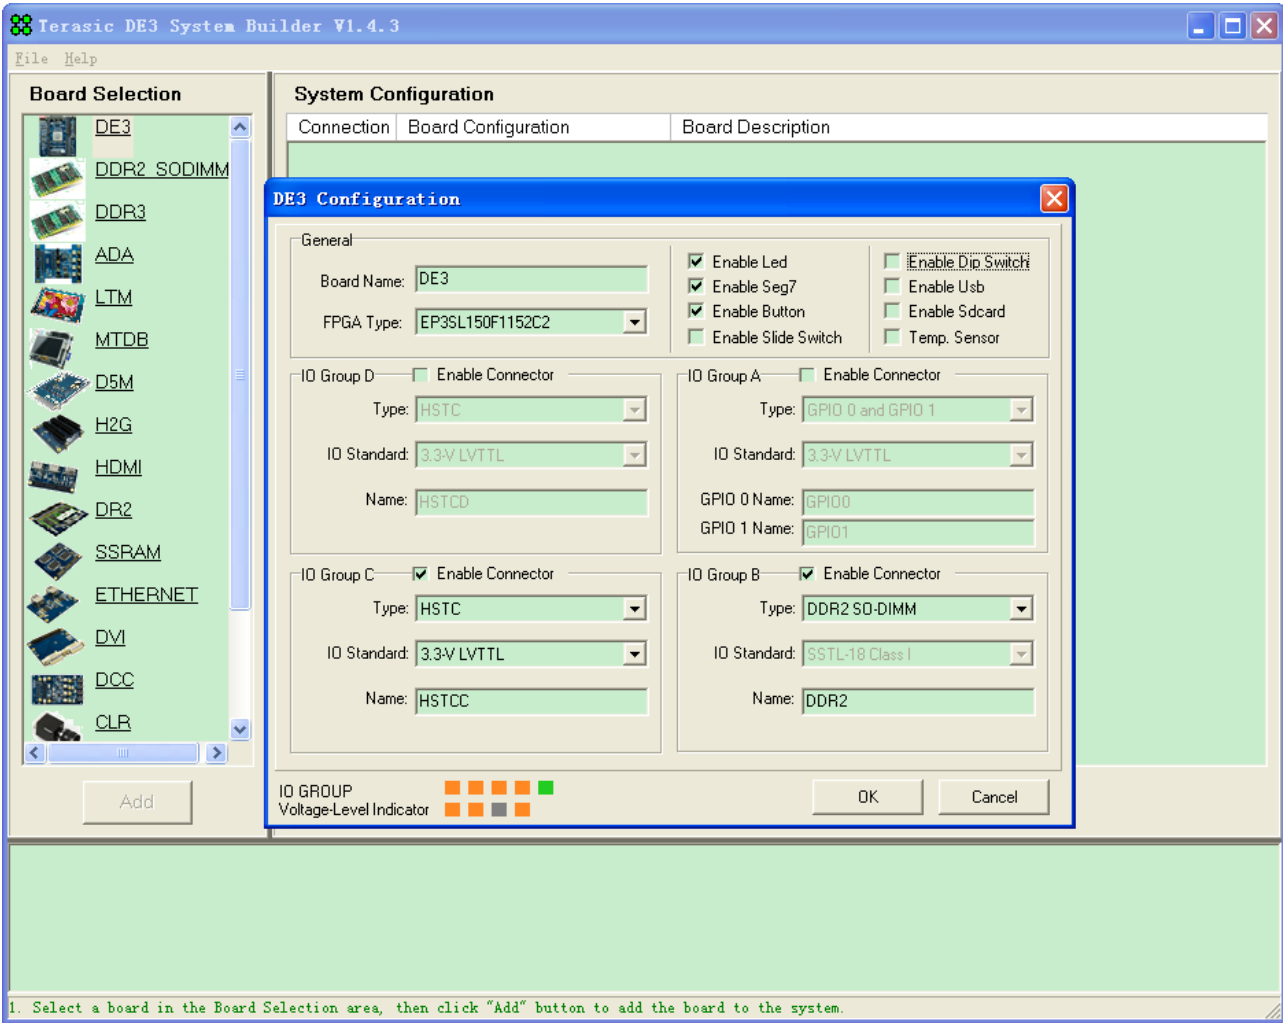 Terasic DE3 System Builder V1.4.3
File Help
Board Selection
DE3
DDR2 SODIMM
DDR3
ADA
LTM
MTDB
D5M
H2G
HDMI
DR2
SSRAM
ETHERNET
DVI
DCC
CLR
Add
System Configuration
Connection Board Configuration Board Description
DE3 Configuration
General
Board Name: DE3
FPGA Type: EP3SL150F1152C2
Enable Led
Enable Seg7
Enable Button
Enable Slide Switch
Enable Dip Switch
Enable Usb
Enable Sdcard
Temp. Sensor
IO Group D Enable Connector
Type: HSTC
IO Standard: 3.3-V LVTTL
Name: HSTCD
IO Group A Enable Connector
Type: GPIO 0 and GPIO 1
IO Standard: 3.3-V LVTTL
GPIO 0 Name: GPIO0
GPIO 1 Name: GPIO1
IO Group C Enable Connector
Type: HSTC
IO Standard: 3.3-V LVTTL
Name: HSTCC
IO Group B Enable Connector
Type: DDR2 SO-DIMM
IO Standard: SSTL-18 Class I
Name: DDR2
IO GROUP
Voltage-Level Indicator
OK Cancel
1. Select a board in the Board Selection area, then click "Add" button to add the board to the system.